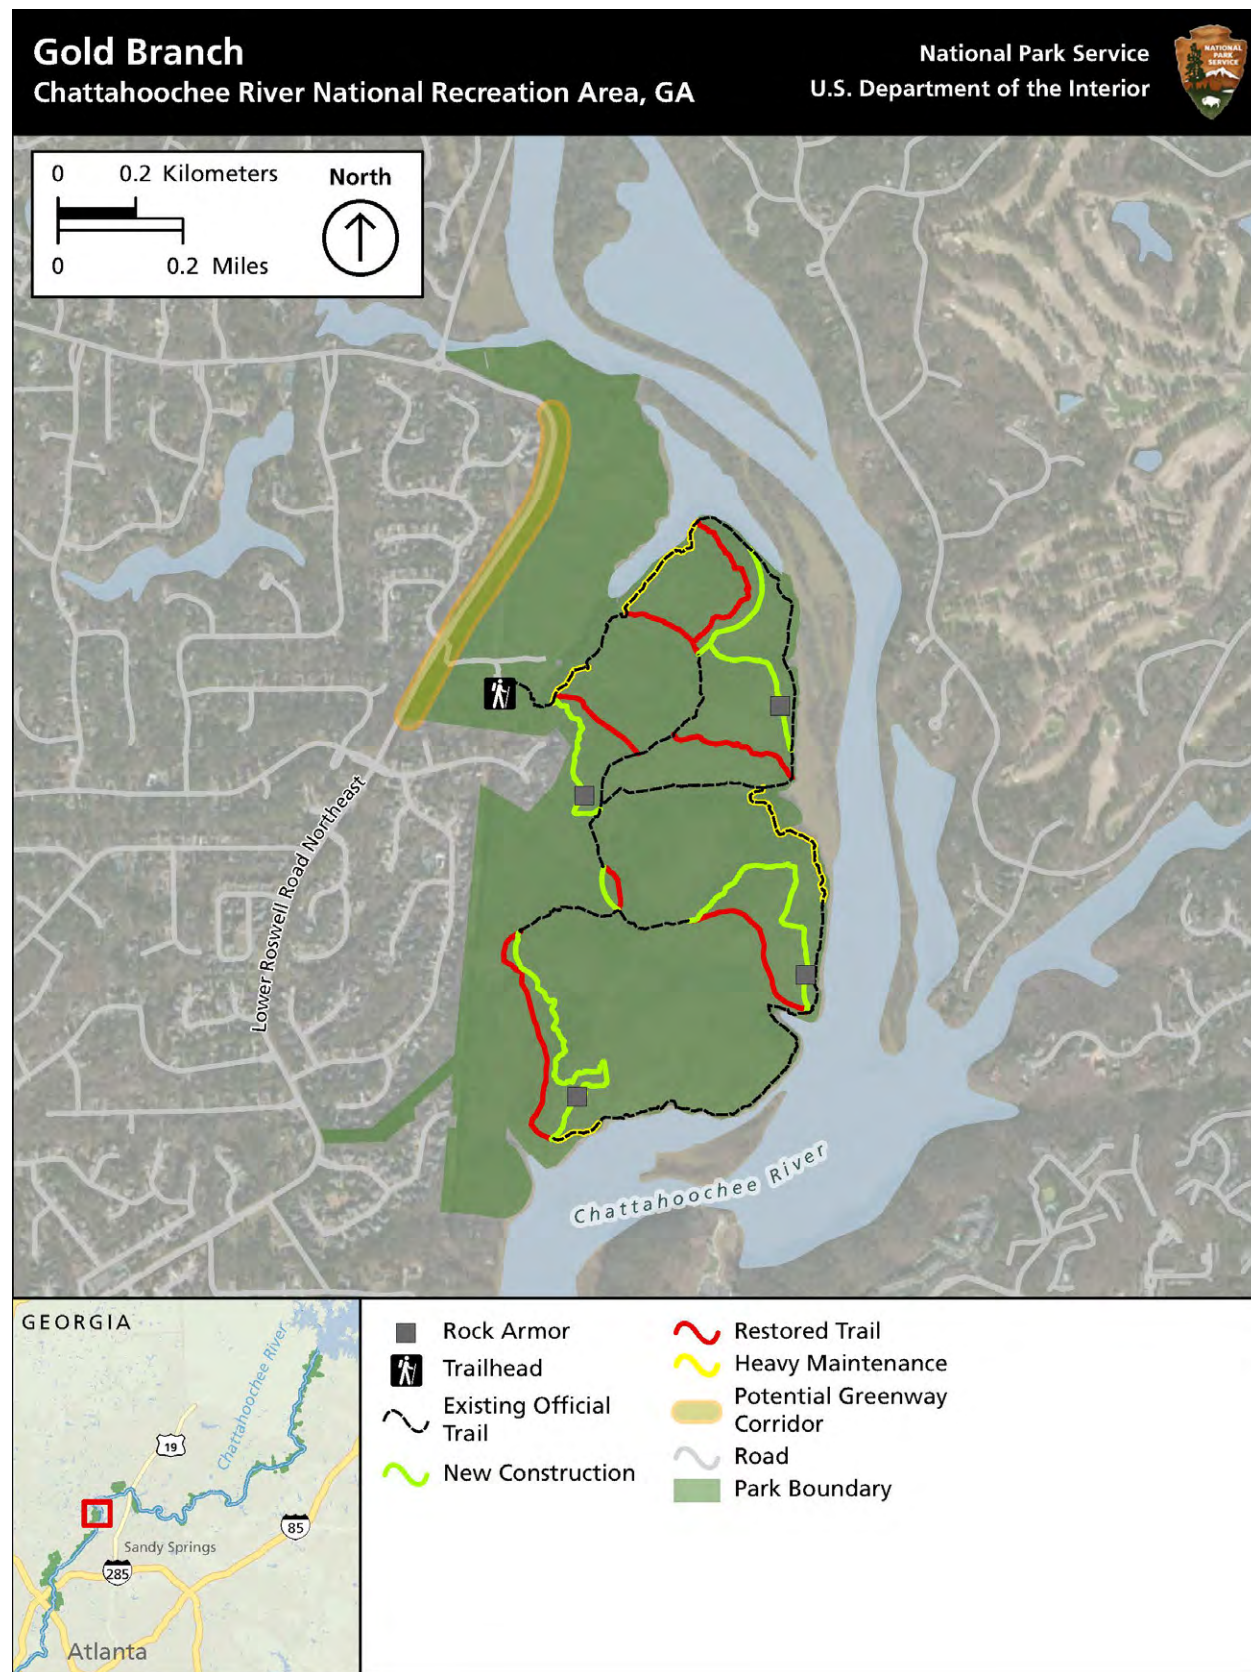 Gold Branch
Chattahoochee River National Recreation Area, GA
National Park Service
U.S. Department of the Interior
NATIONAL
PARK
SERVICE
0 0.2 Kilometers
North
0 0.2 Miles
Lower Roswell Road Northeast
Chattahoochee River
GEORGIA
Chattahoochee River
19
85
Sandy Springs
285
Atlanta
Rock Armor
Trailhead
Existing Official
Trail
New Construction
Restored Trail
Heavy Maintenance
Potential Greenway
Corridor
Road
Park Boundary